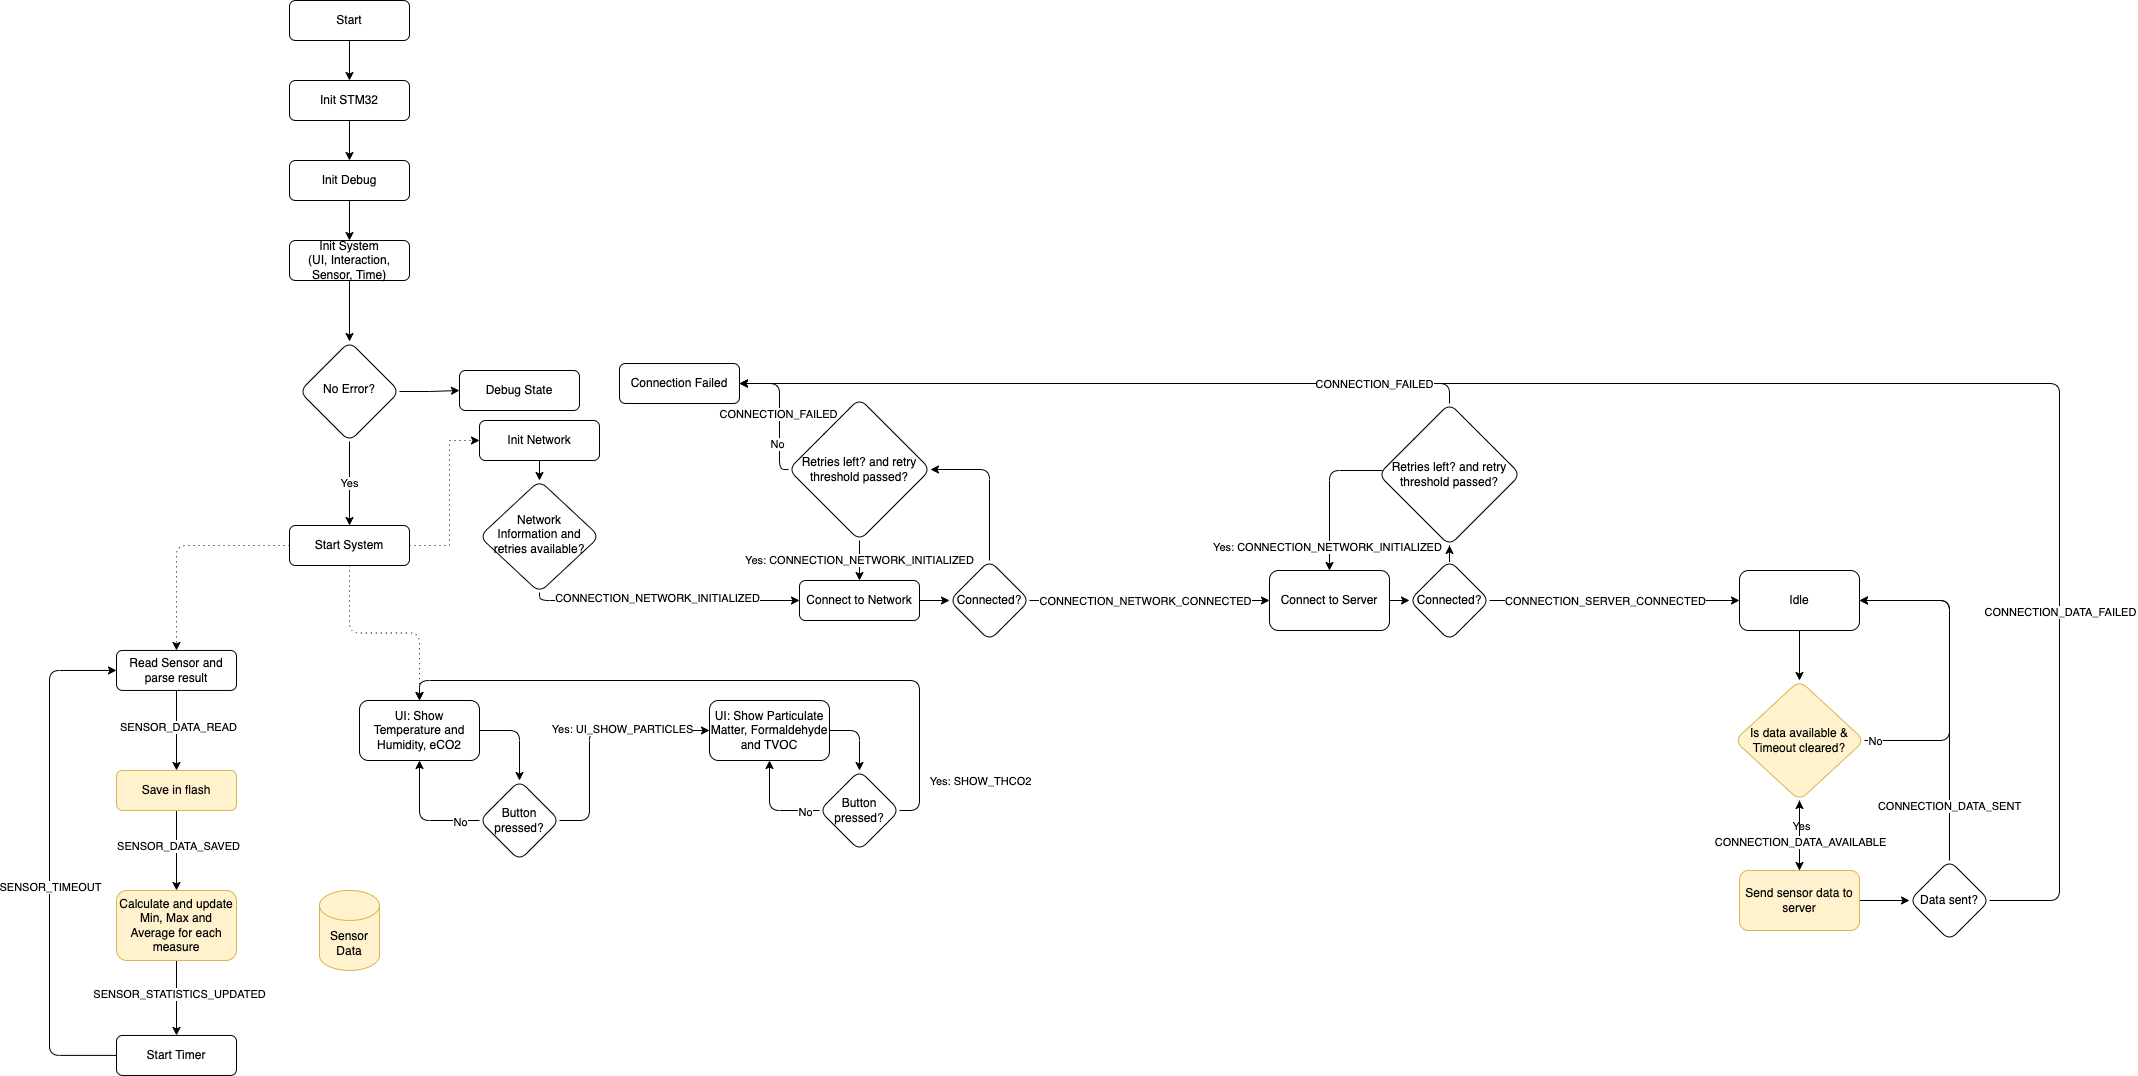 Start
Init STM32
Init Debug
Init System
(UI, Interaction,
Sensor, Time)
No Error?
Debug State
Yes
Start System
Init Network
Network
Information and
retries available?
CONNECTION_NETWORK_INITIALIZED
Connection Failed
CONNECTION_FAILED
No
Retries left? and retry
threshold passed?
Yes: CONNECTION_NETWORK_INITIALIZED
Connect to Network
Connected?
CONNECTION_NETWORK_CONNECTED
CONNECTION_FAILED
Retries left? and retry
threshold passed?
Yes: CONNECTION_NETWORK_INITIALIZED
Connect to Server
Connected?
CONNECTION_SERVER_CONNECTED
Idle
CONNECTION_DATA_FAILED
Is data available &
Timeout cleared?
No
CONNECTION_DATA_SENT
Yes
CONNECTION_DATA_AVAILABLE
Send sensor data to
server
Data sent?
Read Sensor and
parse result
SENSOR_DATA_READ
Save in flash
SENSOR_DATA_SAVED
SENSOR_TIMEOUT
Calculate and update
Min, Max and
Average for each
measure
SENSOR_STATISTICS_UPDATED
Start Timer
UI: Show
Temperature and
Humidity, eCO2
No
Button
pressed?
Yes: UI_SHOW_PARTICLES
UI: Show Particulate
Matter, Formaldehyde
and TVOC
No
Button
pressed?
Yes: SHOW_THCO2
Sensor
Data